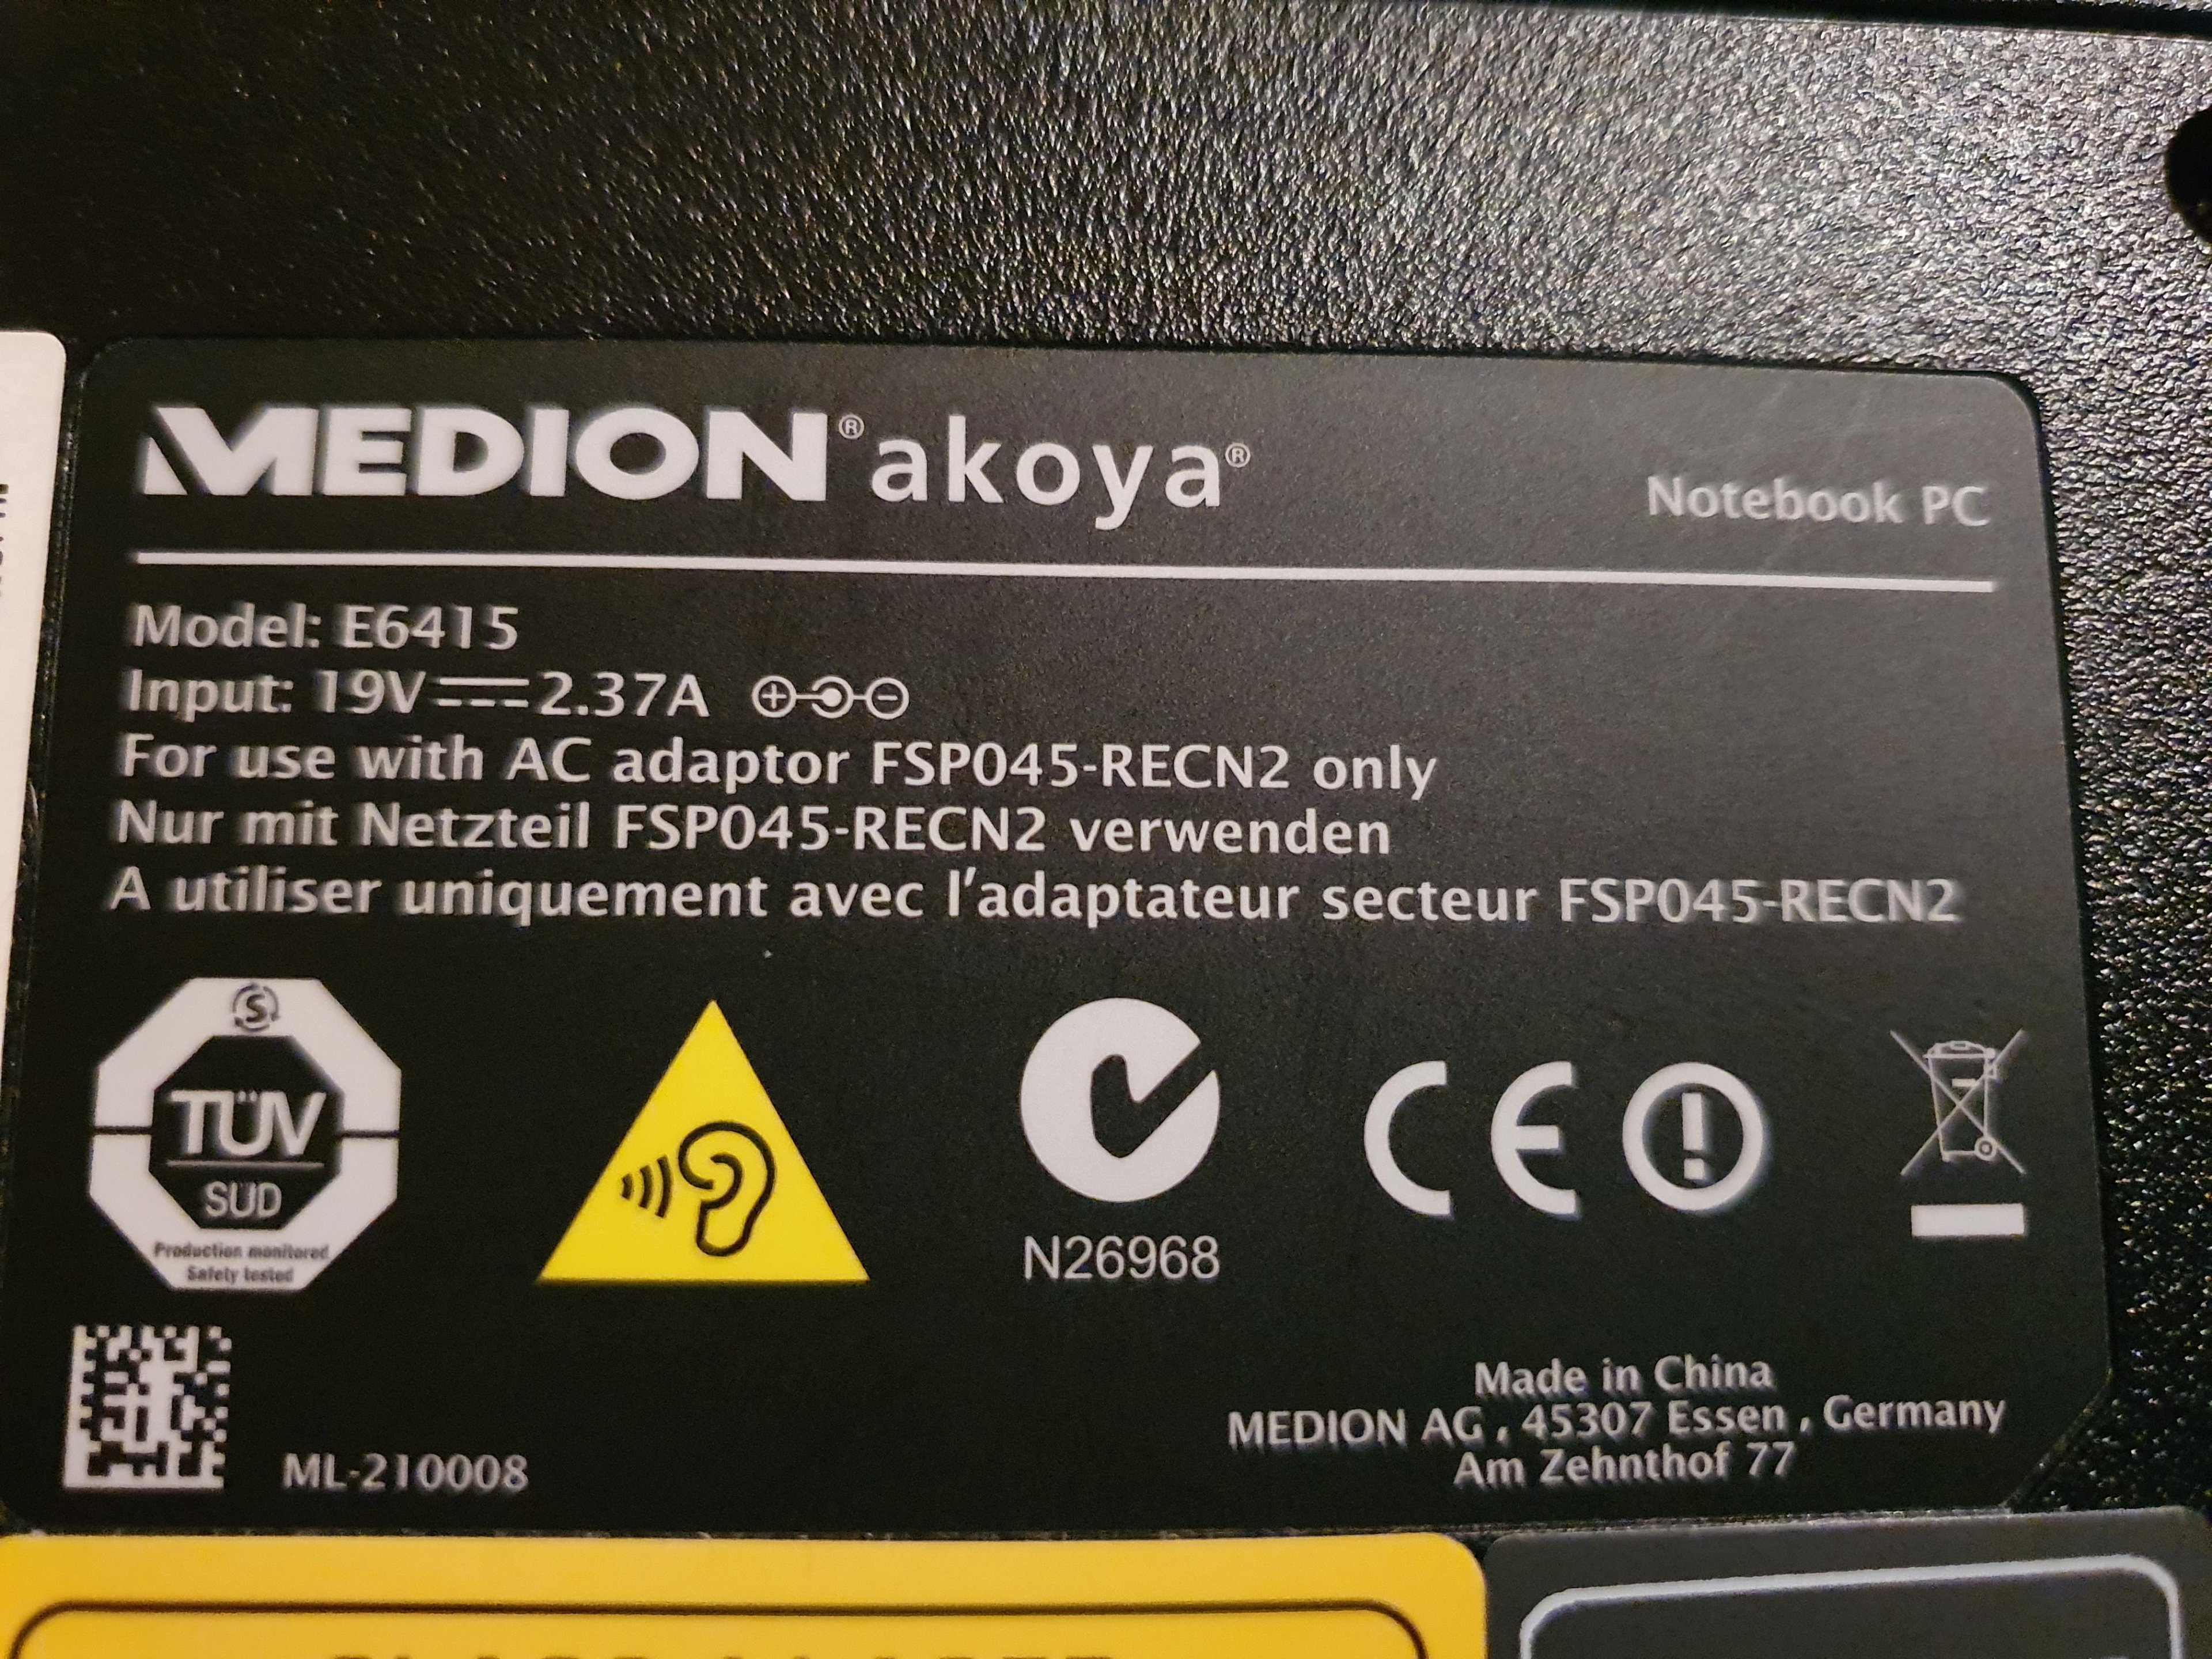 MEDION® akoya®
Notebook PC
Model: E6415
Input: 19V⎓2.37A
For use with AC adaptor FSP045-RECN2 only
Nur mit Netzteil FSP045-RECN2 verwenden
A utiliser uniquement avec l'adaptateur secteur FSP045-RECN2
S
TÜV
SÜD
Production monitored
Safety tested
N26968
CE
ML-210008
Made in China
MEDION AG , 45307 Essen , Germany
Am Zehnthof 77